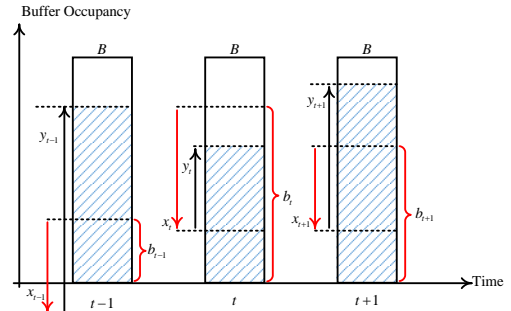 Buffer Occupancy
B B B
y_{t+1}
y_{t-1}
y_t
b_t
x_t x_{t+1} b_{t+1}
b_{t-1}
Time
x_{t-1}
t-1 t t+1